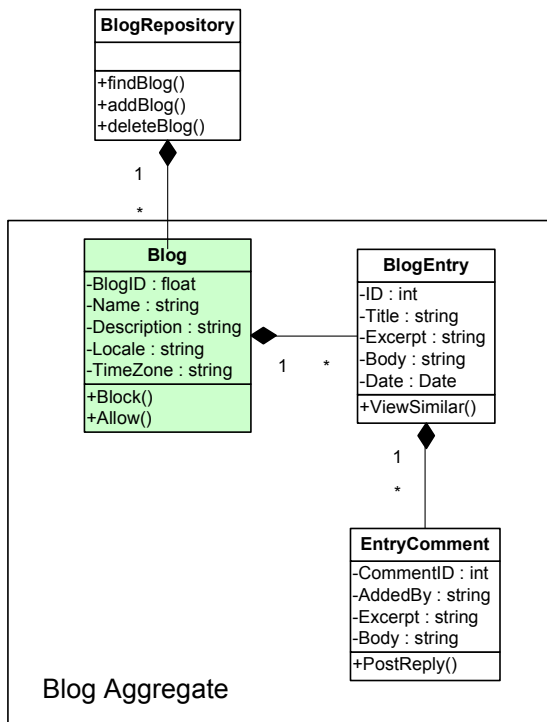 BlogRepository
+findBlog()
+addBlog()
+deleteBlog()
1
*
Blog
-BlogID : float
-Name : string
-Description : string
-Locale : string
-TimeZone : string
+Block()
+Allow()
1
*
BlogEntry
-ID : int
-Title : string
-Excerpt : string
-Body : string
-Date : Date
+ViewSimilar()
1
*
EntryComment
-CommentID : int
-AddedBy : string
-Excerpt : string
-Body : string
+PostReply()
Blog Aggregate